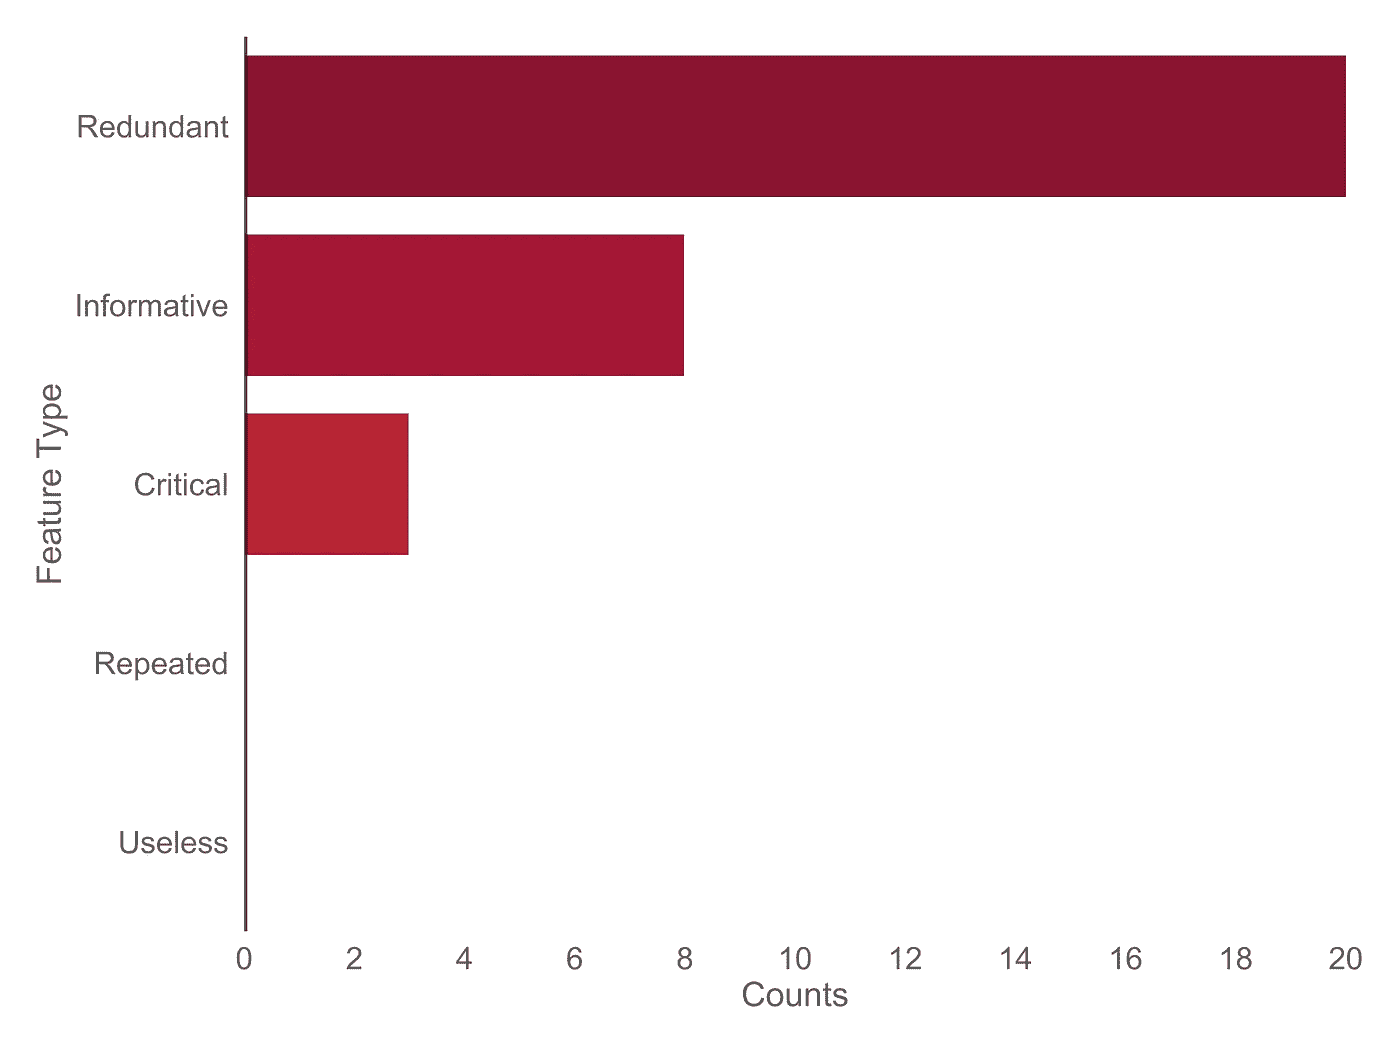 Redundant
Informative
Critical
Repeated
Useless
Feature Type
0 2 4 6 8 10 12 14 16 18 20
Counts